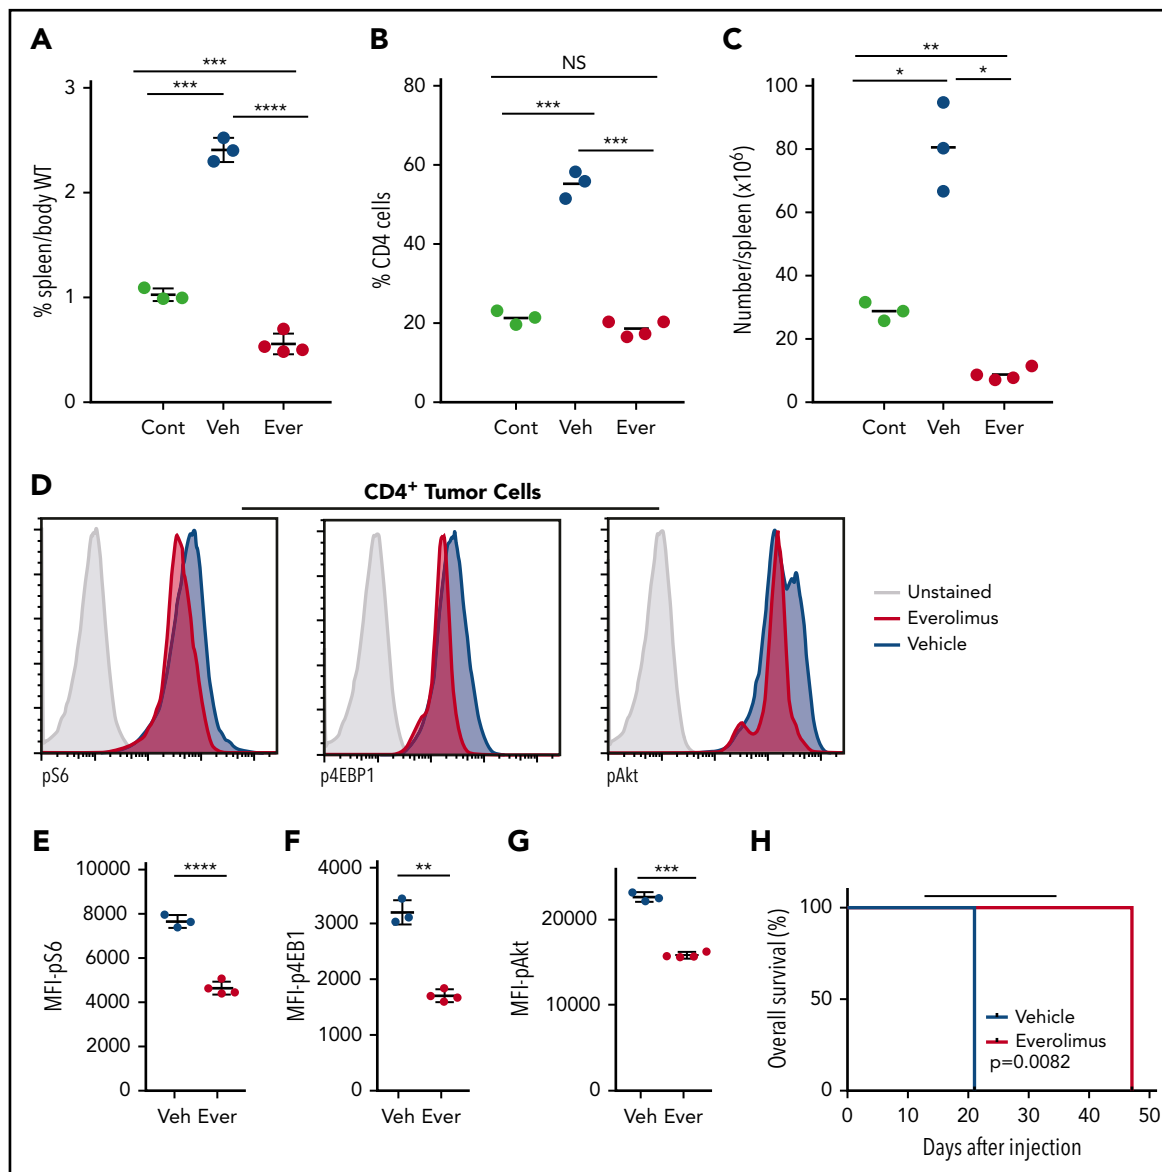 A
% spleen/body WT
3
2
1
0
***
***
****
Cont Veh Ever
B
% CD4 cells
80
60
40
20
0
NS
***
***
Cont Veh Ever
C
Number/spleen (x10⁶)
100
80
60
40
20
0
**
*
*
Cont Veh Ever
D
CD4⁺ Tumor Cells
pS6
p4EBP1
pAkt
Unstained
Everolimus
Vehicle
E
MFI-pS6
10000
8000
6000
4000
2000
0
****
Veh Ever
F
MFI-p4EB1
4000
3000
2000
1000
0
**
Veh Ever
G
MFI-pAkt
20000
10000
0
***
Veh Ever
H
Overall survival (%)
100
50
0
Vehicle
Everolimus
p=0.0082
0 10 20 30 40 50
Days after injection